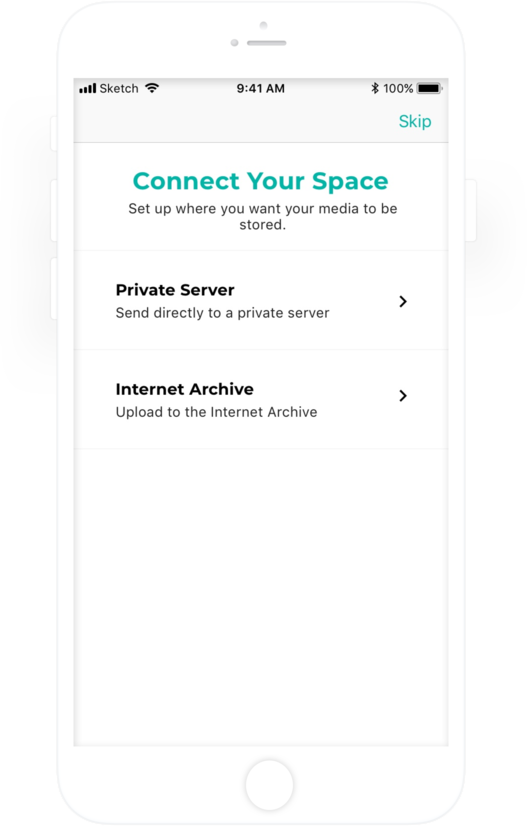 Sketch 9:41 AM 100%
Skip
Connect Your Space
Set up where you want your media to be
stored.
Private Server
Send directly to a private server
Internet Archive
Upload to the Internet Archive